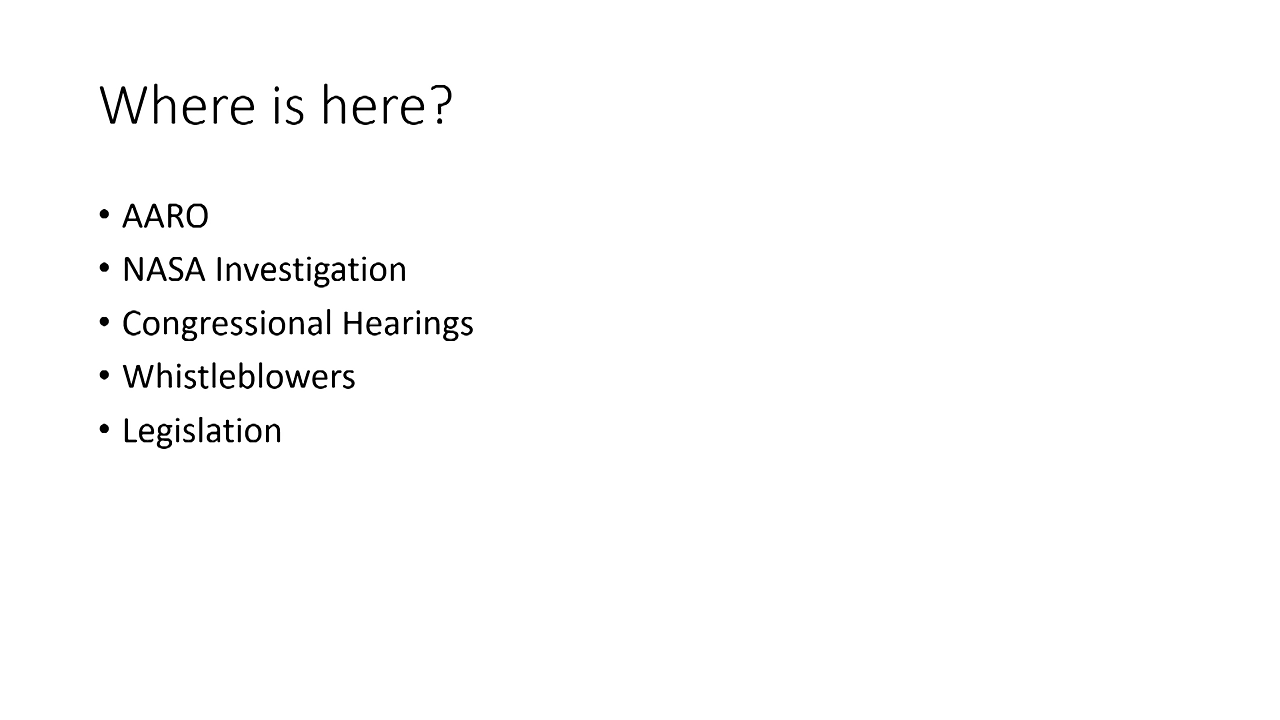 Where is here?
• AARO
• NASA Investigation
• Congressional Hearings
• Whistleblowers
• Legislation